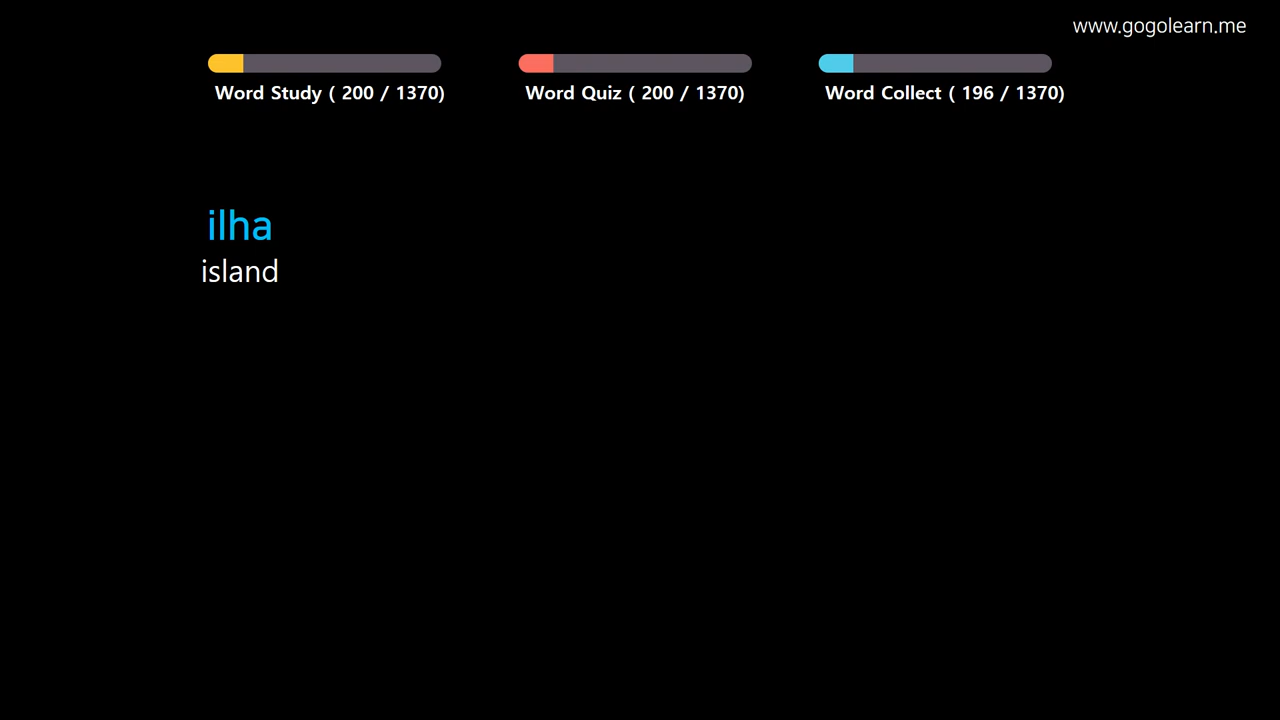 www.gogolearn.me
Word Study ( 200 / 1370)
Word Quiz ( 200 / 1370)
Word Collect ( 196 / 1370)
ilha
island